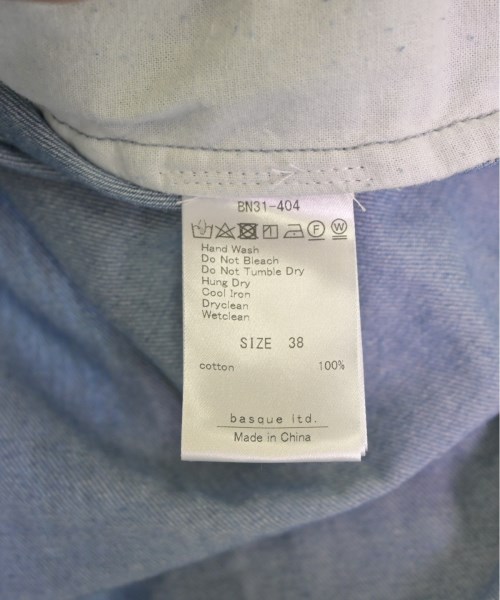 BN31-404
F W
Hand Wash
Do Not Bleach
Do Not Tumble Dry
Hung Dry
Cool Iron
Dryclean
Wetclean
SIZE 38
cotton 100%
basque ltd.
Made in China